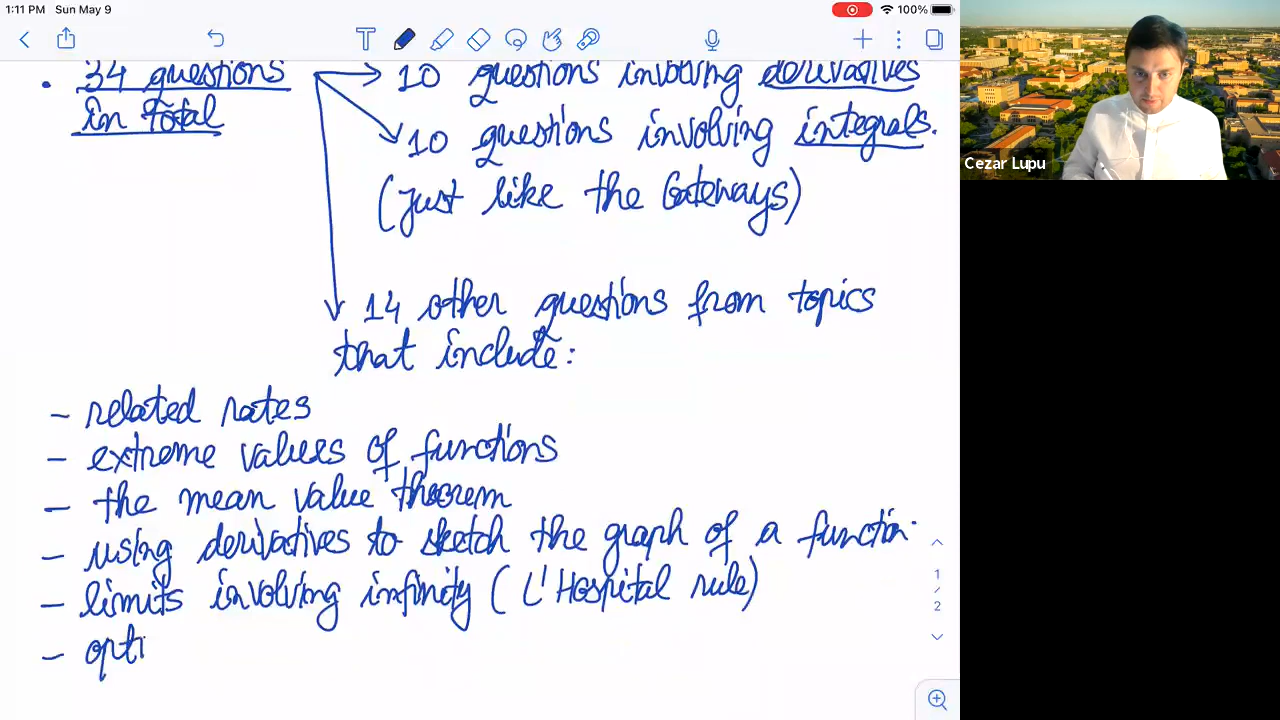 1:11 PM Sun May 9
100%
• 34 questions in total
10 questions involving derivatives
10 questions involving integrals.
(just like the Gateways)
14 other questions from topics
that include:
- related rates
- extreme values of functions
- the mean value theorem
- using derivatives to sketch the graph of a function.
- limits involving infinity (L'Hospital rule)
- opti
1/2
Cezar Lupu